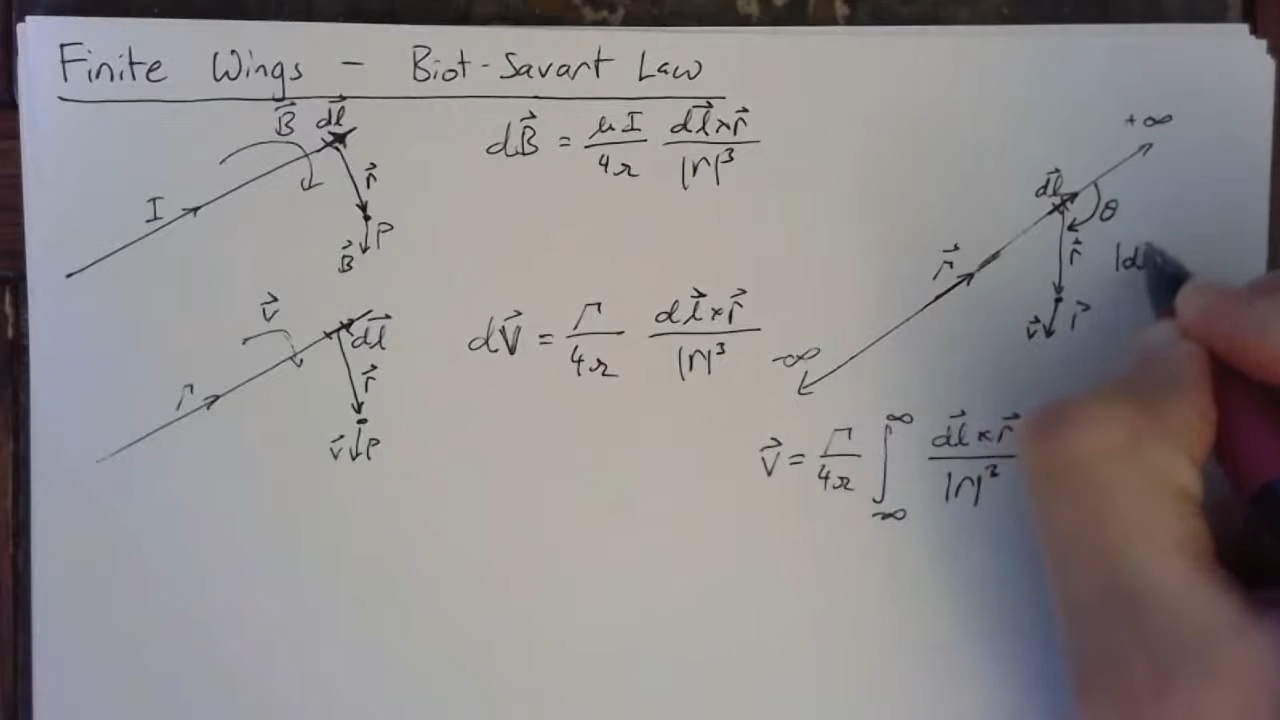 Finite Wings - Biot-Savart Law
B⃗ dl⃗
I r⃗ P B⃗
dB⃗ = μI/4π dl⃗×r⃗/|r|³
+∞
dl⃗ θ
Γ⃗ r⃗ |d
V⃗ P
-∞
V⃗ dl⃗
Γ r⃗
V⃗ P
dV⃗ = Γ/4π dl⃗×r⃗/|r|³
V⃗ = Γ/4π ∫ ∞ -∞ dl⃗×r⃗/|r|³